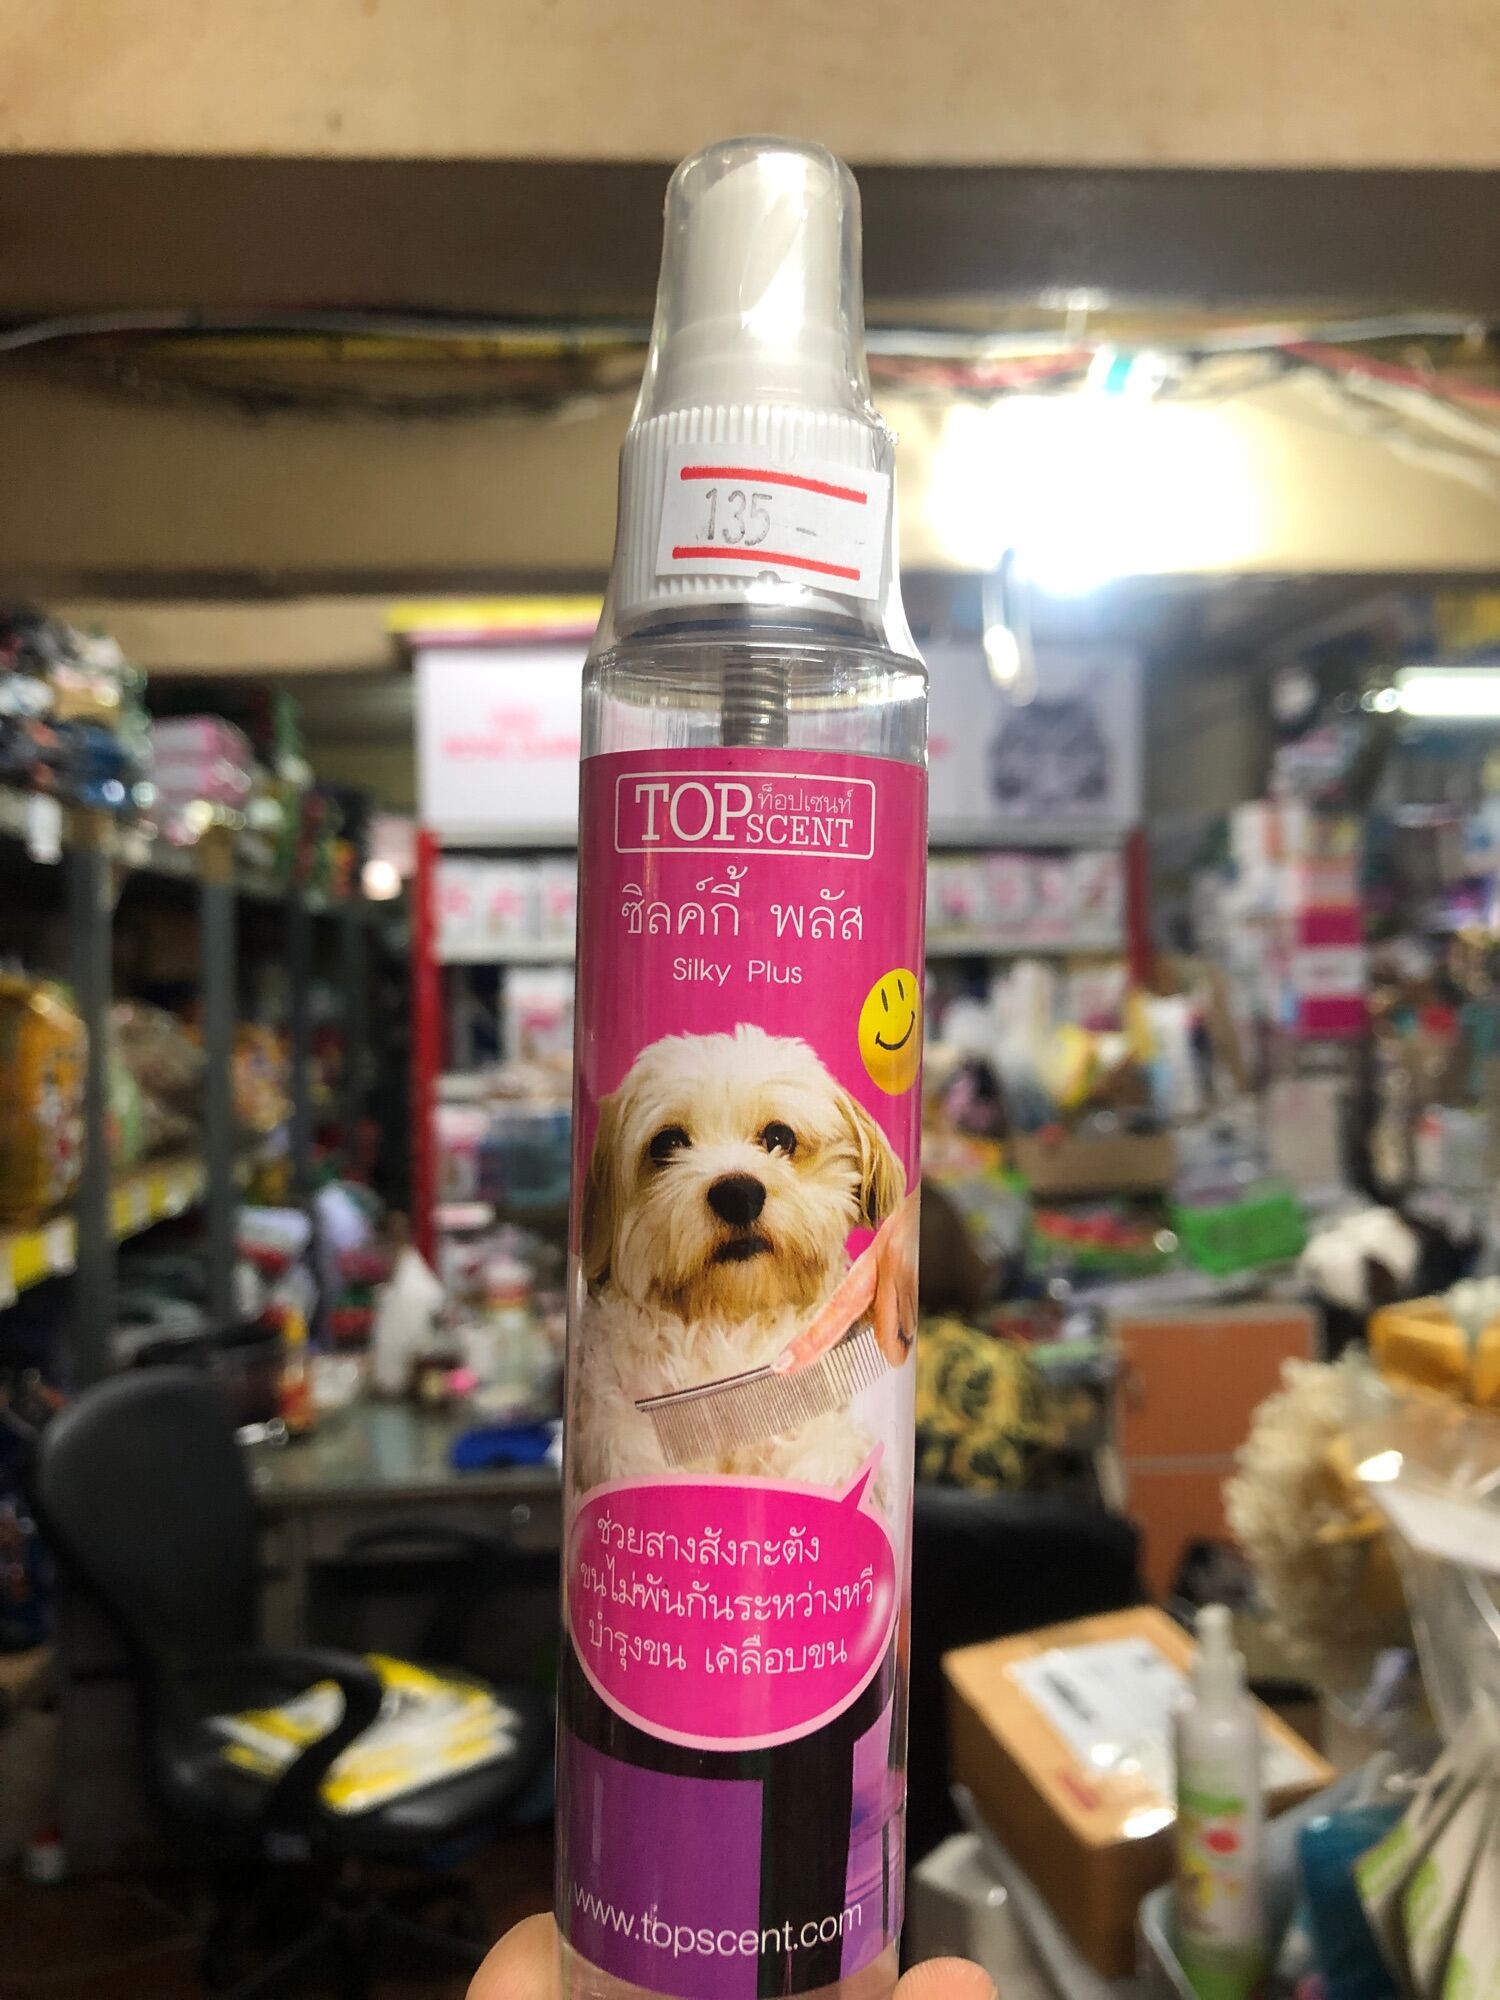 135 -
TOP ท็อปเซนท์
SCENT
ซิลค์กี้ พลัส
Silky Plus
ช่วยสางสังกะตัง
ขนไม่พันกันระหว่างหวี
บำรุงขน เคลือบขน
www.topscent.com